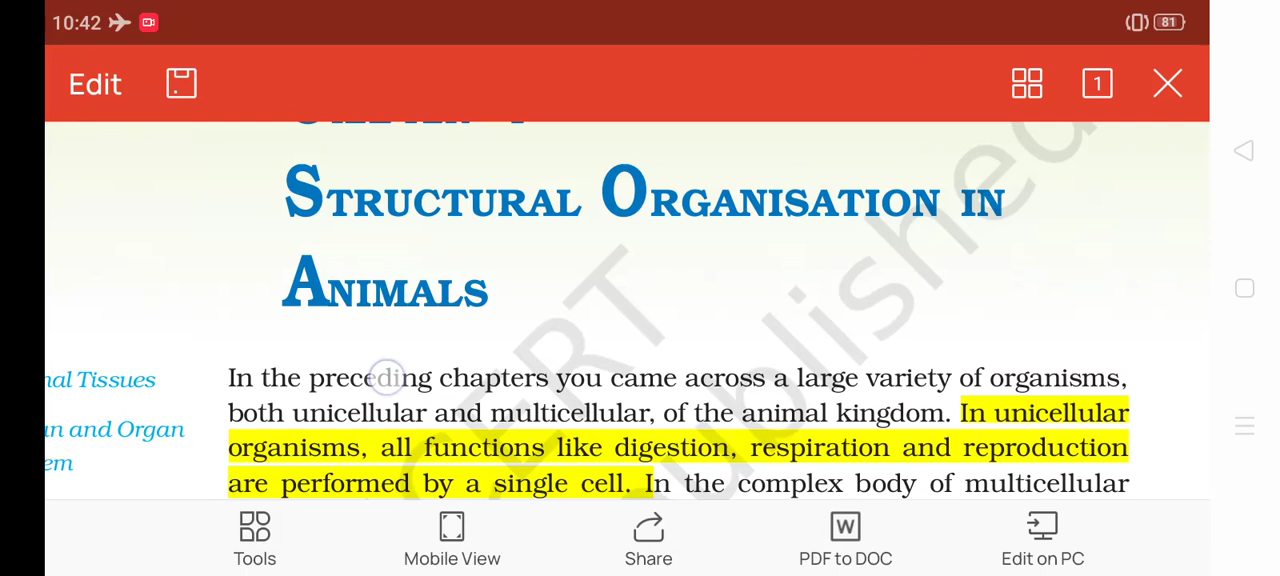 10:42
81
Edit
1
STRUCTURAL ORGANISATION IN
ANIMALS
nal Tissues
In the preceding chapters you came across a large variety of organisms,
both unicellular and multicellular, of the animal kingdom. In unicellular
an and Organ
organisms, all functions like digestion, respiration and reproduction
em
are performed by a single cell. In the complex body of multicellular
Tools
Mobile View
Share
W
PDF to DOC
Edit on PC